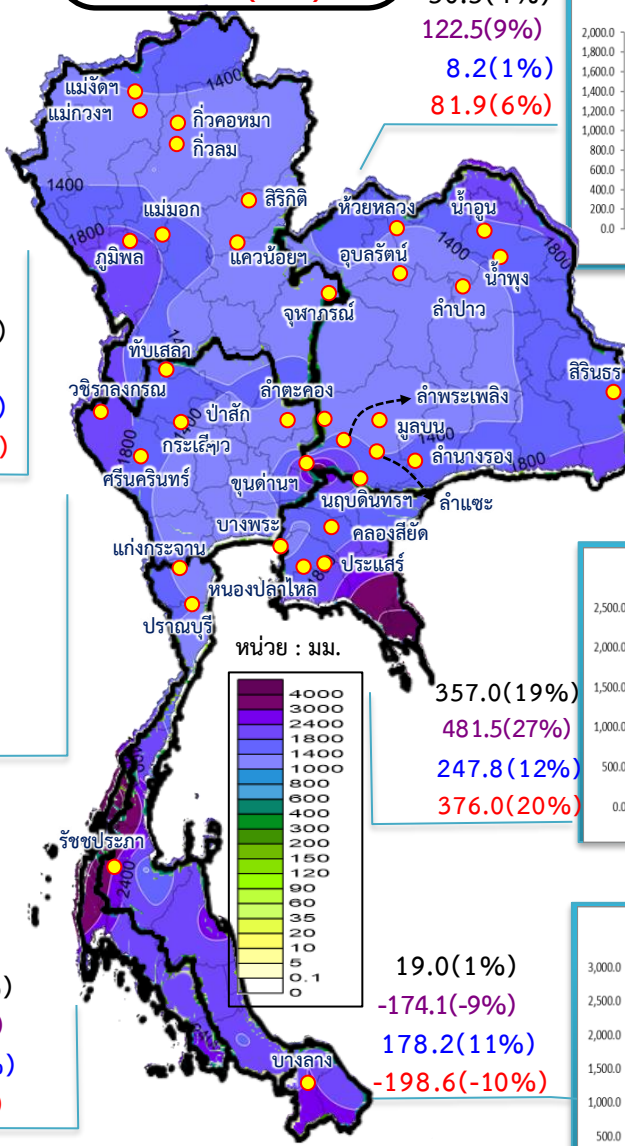 122.5(9%)
8.2(1%)
81.9(6%)
2,000.0
1,800.0
1,600.0
1,400.0
1,200.0
1,000.0
800.0
600.0
400.0
200.0
0.0
1400
แม่งัดฯ
แม่กวงฯ
กิ่วคอหมา
กิ่วลม
1400
สิริกิติ์
แม่มอก
ห้วยหลวง
น้ำอูน
1800
ภูมิพล
แควน้อยฯ
อุบลรัตน์
1400
1800
น้ำพุง
จุฬาภรณ์
ลำปาว
ทับเสลา
สิรินธร
วชิราลงกรณ
ลำตะคอง
ลำพระเพลิง
ป่าสัก
1400
มูลบน
1400
1800
กระเสียว
ลำนางรอง
1800
ศรีนครินทร์
ขุนด่านฯ
นฤบดินทรฯ
ลำแซะ
บางพระ
คลองสียัด
แก่งกระจาน
ประแสร์
หนองปลาไหล
ปราณบุรี
หน่วย : มม.
4000
3000
2400
1800
1400
1000
800
600
400
300
200
150
120
90
60
35
20
10
5
0.1
0
2,500.0
2,000.0
1,500.0
1,000.0
500.0
0.0
357.0(19%)
481.5(27%)
247.8(12%)
376.0(20%)
รัชชประภา
2400
19.0(1%)
-174.1(-9%)
178.2(11%)
-198.6(-10%)
บางลาง
3,000.0
2,500.0
2,000.0
1,500.0
1,000.0
500.0